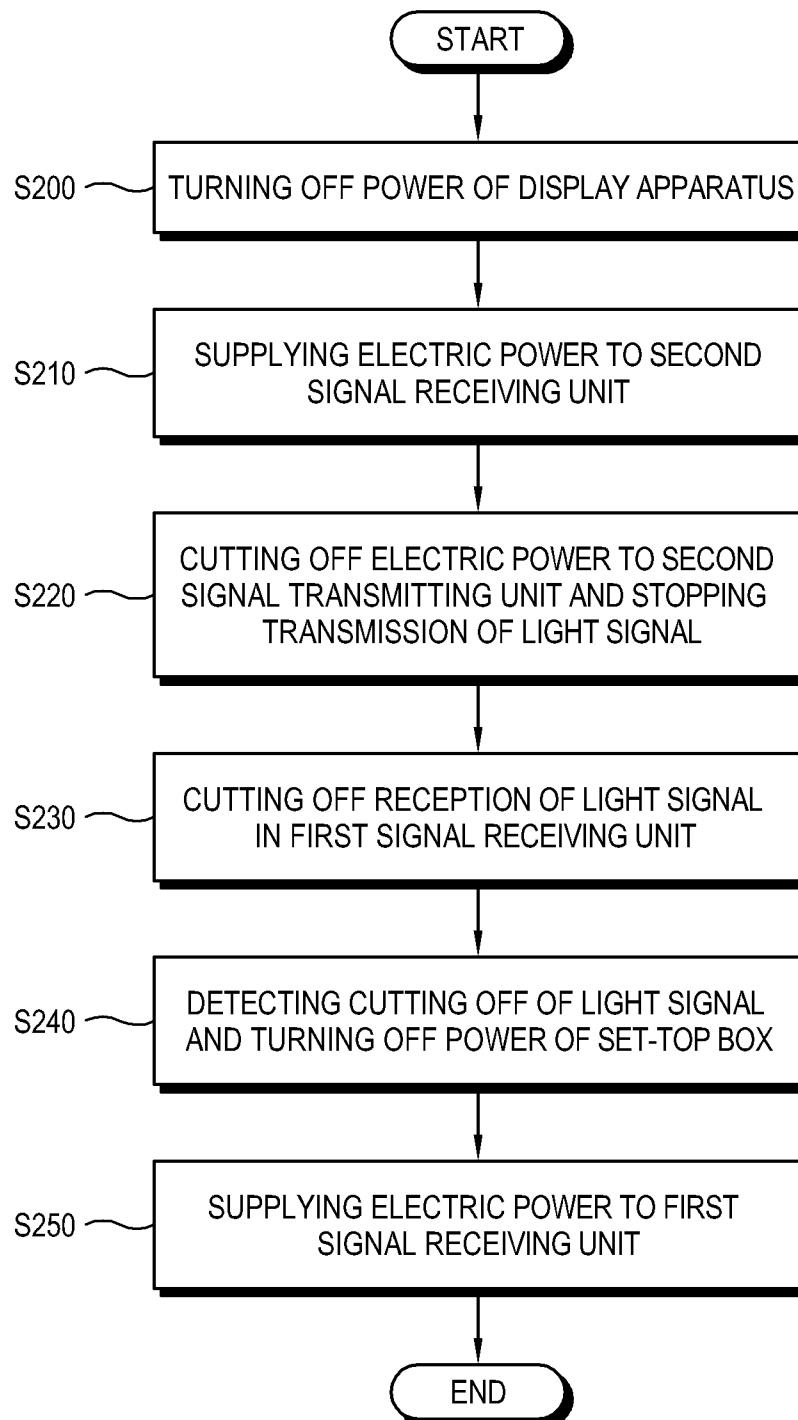 START
S200
TURNING OFF POWER OF DISPLAY APPARATUS
S210
SUPPLYING ELECTRIC POWER TO SECOND
SIGNAL RECEIVING UNIT
S220
CUTTING OFF ELECTRIC POWER TO SECOND
SIGNAL TRANSMITTING UNIT AND STOPPING
TRANSMISSION OF LIGHT SIGNAL
S230
CUTTING OFF RECEPTION OF LIGHT SIGNAL
IN FIRST SIGNAL RECEIVING UNIT
S240
DETECTING CUTTING OFF OF LIGHT SIGNAL
AND TURNING OFF POWER OF SET-TOP BOX
S250
SUPPLYING ELECTRIC POWER TO FIRST
SIGNAL RECEIVING UNIT
END